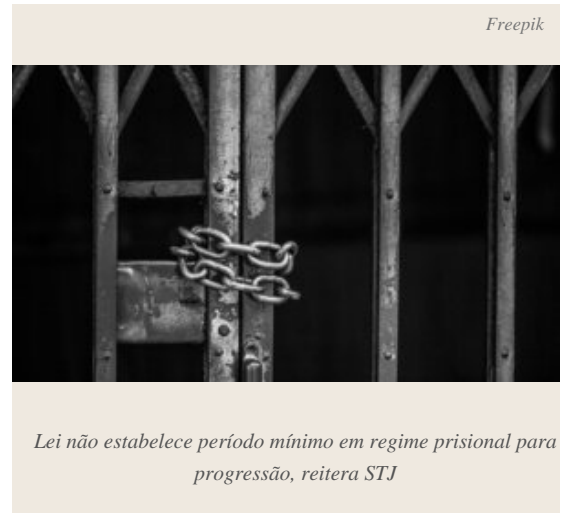 Freepik
Lei não estabelece período mínimo em regime prisional para
progressão, reitera STJ